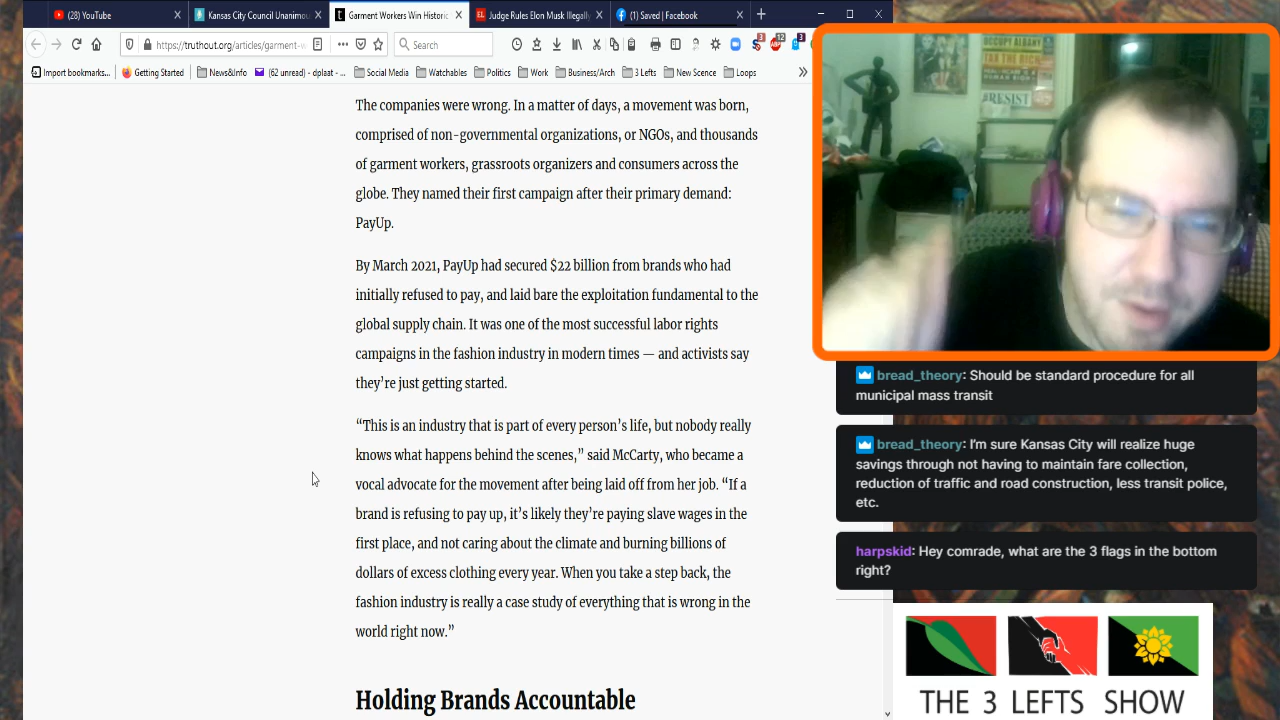 (28) YouTube
Kansas City Council Unanimou
Garment Workers Win Historic
Judge Rules Elon Musk Illegally
(1) Saved | Facebook
https://truthout.org/articles/garment-w
Search
Import bookmarks...
Getting Started
News&Info
(62 unread) - dplaat - ...
Social Media
Watchables
Politics
Work
Business/Arch
3 Lefts
New Scence
Loops
The companies were wrong. In a matter of days, a movement was born,
comprised of non-governmental organizations, or NGOs, and thousands
of garment workers, grassroots organizers and consumers across the
globe. They named their first campaign after their primary demand:
PayUp.
By March 2021, PayUp had secured $22 billion from brands who had
initially refused to pay, and laid bare the exploitation fundamental to the
global supply chain. It was one of the most successful labor rights
campaigns in the fashion industry in modern times — and activists say
they’re just getting started.
“This is an industry that is part of every person’s life, but nobody really
knows what happens behind the scenes,” said McCarty, who became a
vocal advocate for the movement after being laid off from her job. “If a
brand is refusing to pay up, it’s likely they’re paying slave wages in the
first place, and not caring about the climate and burning billions of
dollars of excess clothing every year. When you take a step back, the
fashion industry is really a case study of everything that is wrong in the
world right now.”
Holding Brands Accountable
OCCUPY ALBANY
TAX THE RICH
#RESIST
bread_theory: Should be standard procedure for all
municipal mass transit
bread_theory: I’m sure Kansas City will realize huge
savings through not having to maintain fare collection,
reduction of traffic and road construction, less transit police,
etc.
harpskid: Hey comrade, what are the 3 flags in the bottom
right?
THE 3 LEFTS SHOW